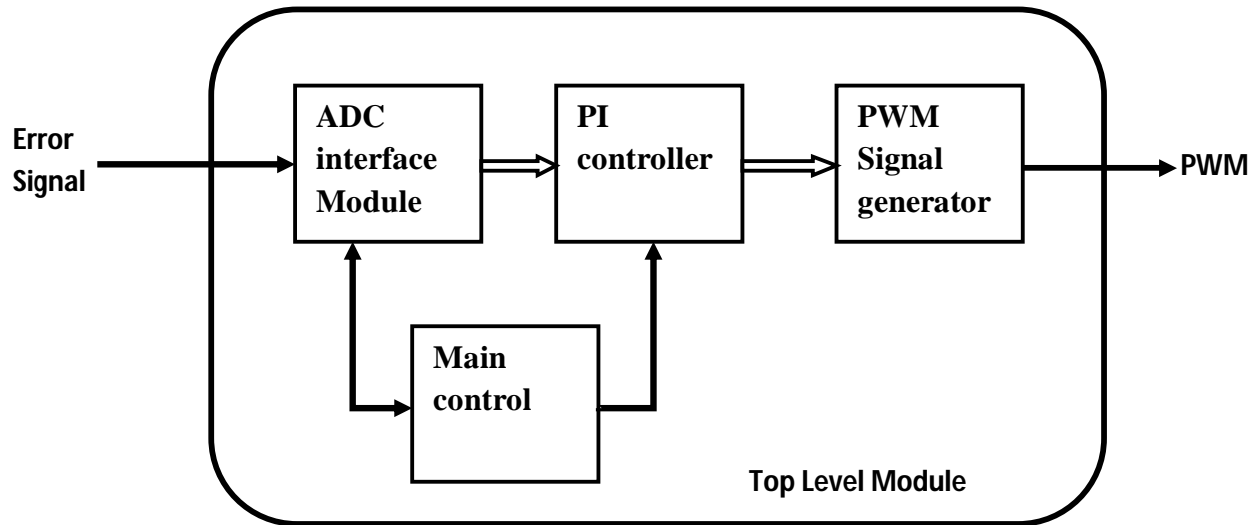 Error
Signal
ADC
interface
Module
PI
controller
PWM
Signal
generator
PWM
Main
control
Top Level Module